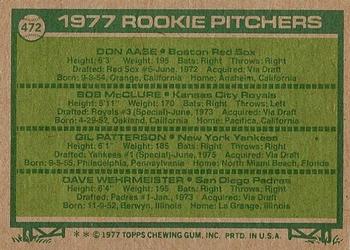 472
1977 ROOKIE PITCHERS
DON AASE • Boston Red Sox
Height: 6'3" Weight: 195 Bats: Right Throws: Right
Drafted: Red Sox #6-June, 1972 Acquired: Via Draft
Born: 9-8-54, Orange, California Home: Anaheim, California
BOB McCLURE • Kansas City Royals
Height: 5'11" Weight: 170 Bats: Throws: Left
Drafted: Royals #3 1973 Acquired: Via Draft
Born: Oakland, California Home: Pacifica, California
GIL PATTERSON • New York Yankees
Height: 6'1" Weight: 185 Bats: Right Throws: Right
Drafted: Yankees #1 (Special)-June, 1975 Acquired: Via Draft
Born: 9-5-55, Philadelphia, Pennsylvania Home: North Miami Beach, Florida
DAVE WEHRMEISTER • San Diego Padres
Height: 6'4" Weight: 195 Bats: Right Throws: Right
Drafted: Padres #1-Jan., 1973 Acquired: Via Draft
Born: 11-9-52, Berwyn, Illinois Home: La Grange, Illinois
** © 1977 TOPPS CHEWING GUM, INC. PRTD. IN U.S.A.